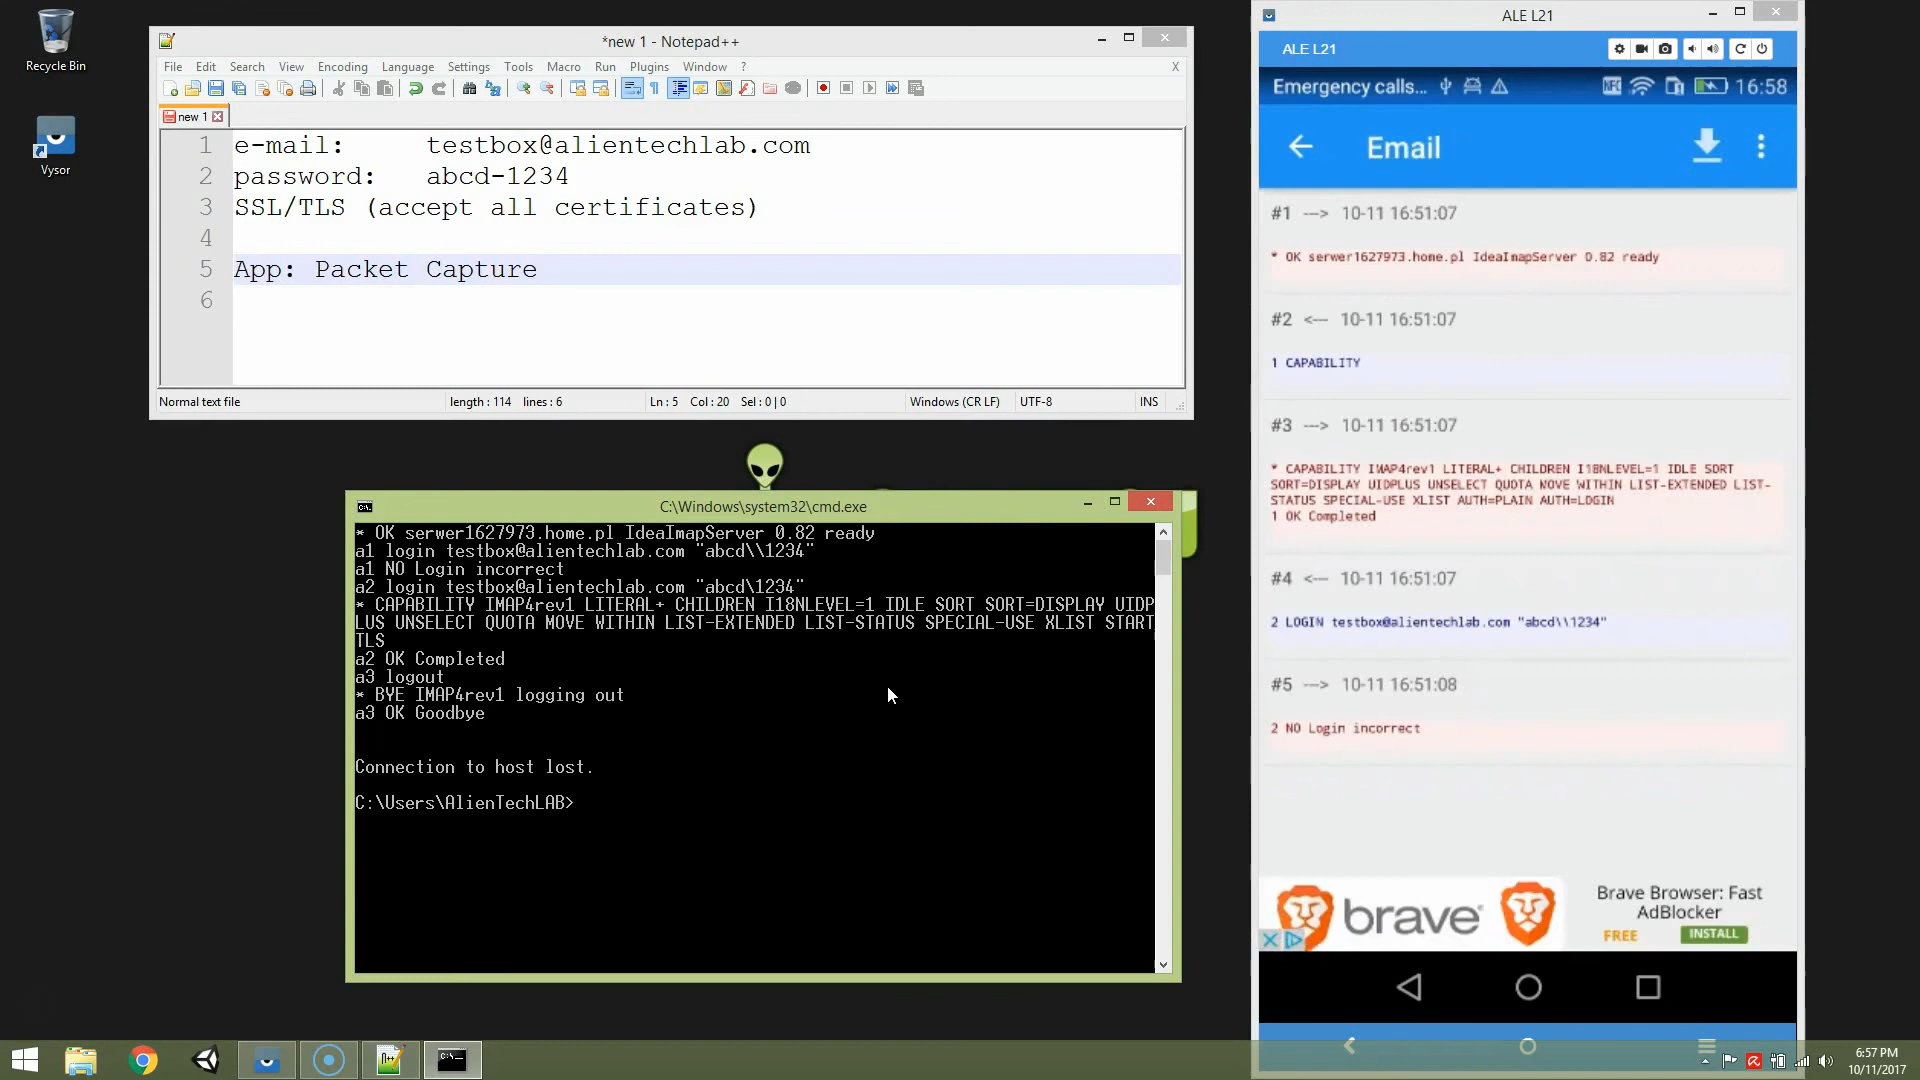 Recycle Bin
Vysor
*new 1 - Notepad++
File Edit Search View Encoding Language Settings Tools Macro Run Plugins Window ? X
new 1
1 e-mail: testbox@alientechlab.com
2 password: abcd-1234
3 SSL/TLS (accept all certificates)
4
5 App: Packet Capture
6
Normal text file length : 114 lines : 6 Ln : 5 Col : 20 Sel : 0 | 0 Windows (CR LF) UTF-8 INS
C:\Windows\system32\cmd.exe
* OK serwer1627973.home.pl IdeaImapServer 0.82 ready
a1 login testbox@alientechlab.com "abcd\\1234"
a1 NO Login incorrect
a2 login testbox@alientechlab.com "abcd\1234"
* CAPABILITY IMAP4rev1 LITERAL+ CHILDREN I18NLEVEL=1 IDLE SORT SORT=DISPLAY UIDP
LUS UNSELECT QUOTA MOVE WITHIN LIST-EXTENDED LIST-STATUS SPECIAL-USE XLIST START
TLS
a2 OK Completed
a3 logout
* BYE IMAP4rev1 logging out
a3 OK Goodbye
Connection to host lost.
C:\Users\AlienTechLAB>
ALE L21
ALE L21
Emergency calls... 16:58
Email
#1 ---> 10-11 16:51:07
* OK serwer1627973.home.pl IdeaImapServer 0.82 ready
#2 <--- 10-11 16:51:07
1 CAPABILITY
#3 ---> 10-11 16:51:07
* CAPABILITY IMAP4rev1 LITERAL+ CHILDREN I18NLEVEL=1 IDLE SORT
SORT=DISPLAY UIDPLUS UNSELECT QUOTA MOVE WITHIN LIST-EXTENDED LIST-
STATUS SPECIAL-USE XLIST AUTH=PLAIN AUTH=LOGIN
1 OK Completed
#4 <--- 10-11 16:51:07
2 LOGIN testbox@alientechlab.com "abcd\\1234"
#5 ---> 10-11 16:51:08
2 NO Login incorrect
brave
Brave Browser: Fast
AdBlocker
FREE INSTALL
6:57 PM
10/11/2017